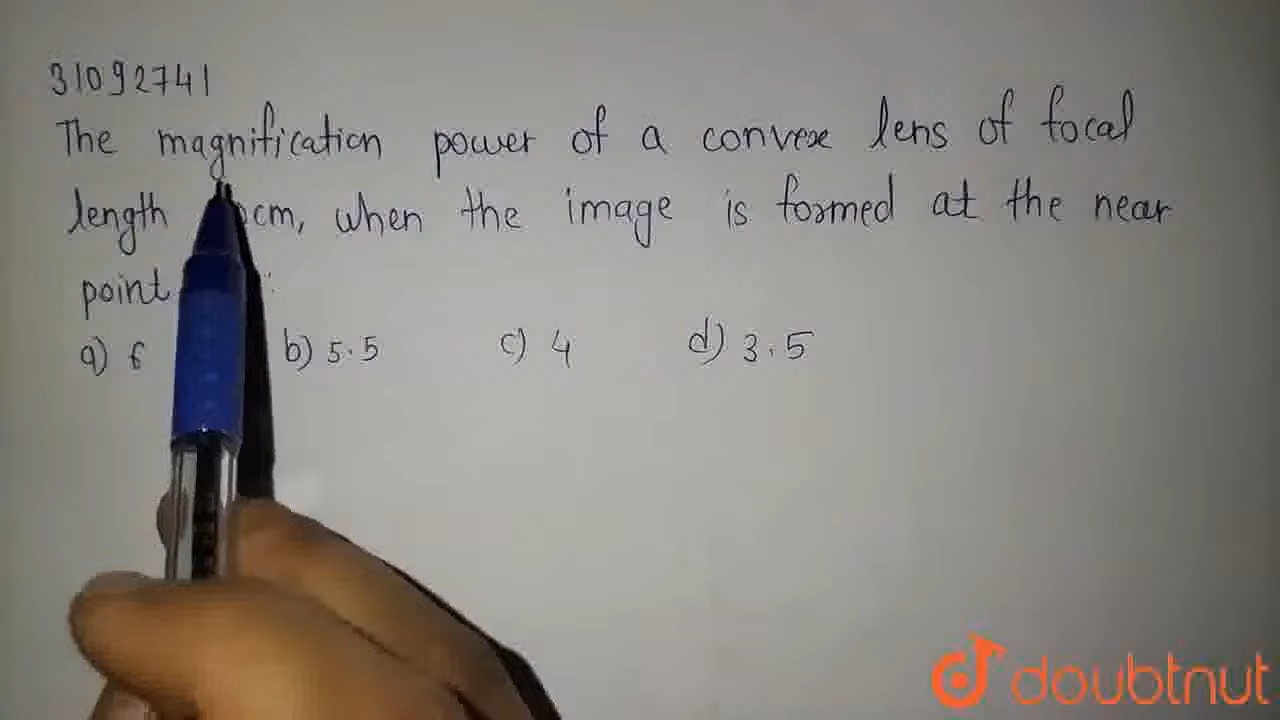 31092741
The magnification power of a convex lens of focal
length cm, when the image is formed at the near
point
a) 6 b) 5.5 c) 4 d) 3.5
doubtnut